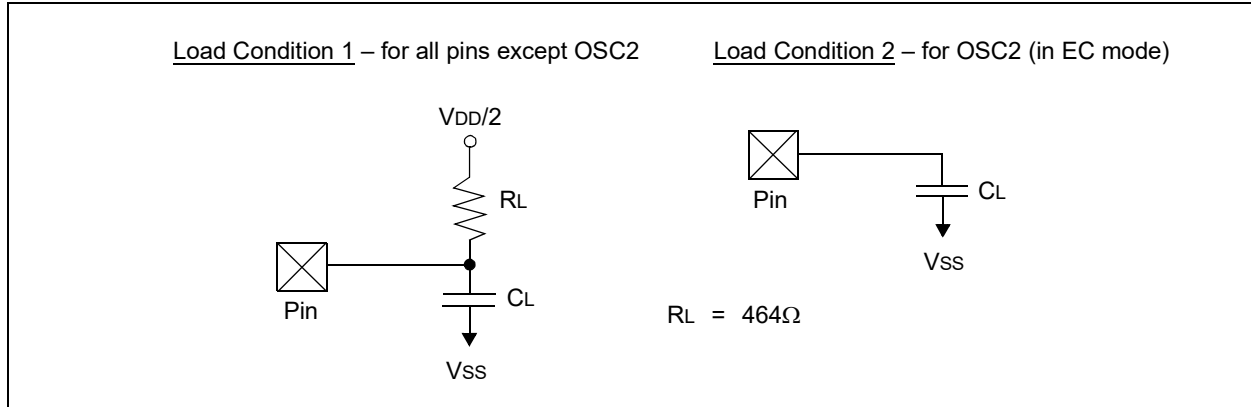 Load Condition 1 – for all pins except OSC2
VDD/2
RL
Pin
CL
VSS
Load Condition 2 – for OSC2 (in EC mode)
Pin
CL
VSS
RL = 464Ω